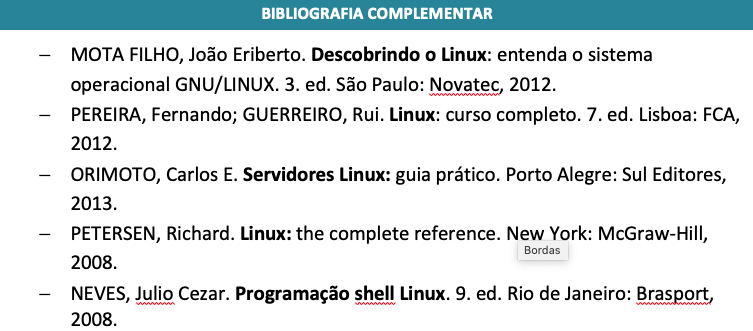 BIBLIOGRAFIA COMPLEMENTAR
– MOTA FILHO, João Eriberto. Descobrindo o Linux: entenda o sistema
operacional GNU/LINUX. 3. ed. São Paulo: Novatec, 2012.
– PEREIRA, Fernando; GUERREIRO, Rui. Linux: curso completo. 7. ed. Lisboa: FCA,
2012.
– ORIMOTO, Carlos E. Servidores Linux: guia prático. Porto Alegre: Sul Editores,
2013.
– PETERSEN, Richard. Linux: the complete reference. New York: McGraw-Hill,
Bordas
2008.
– NEVES, Julio Cezar. Programação shell Linux. 9. ed. Rio de Janeiro: Brasport,
2008.